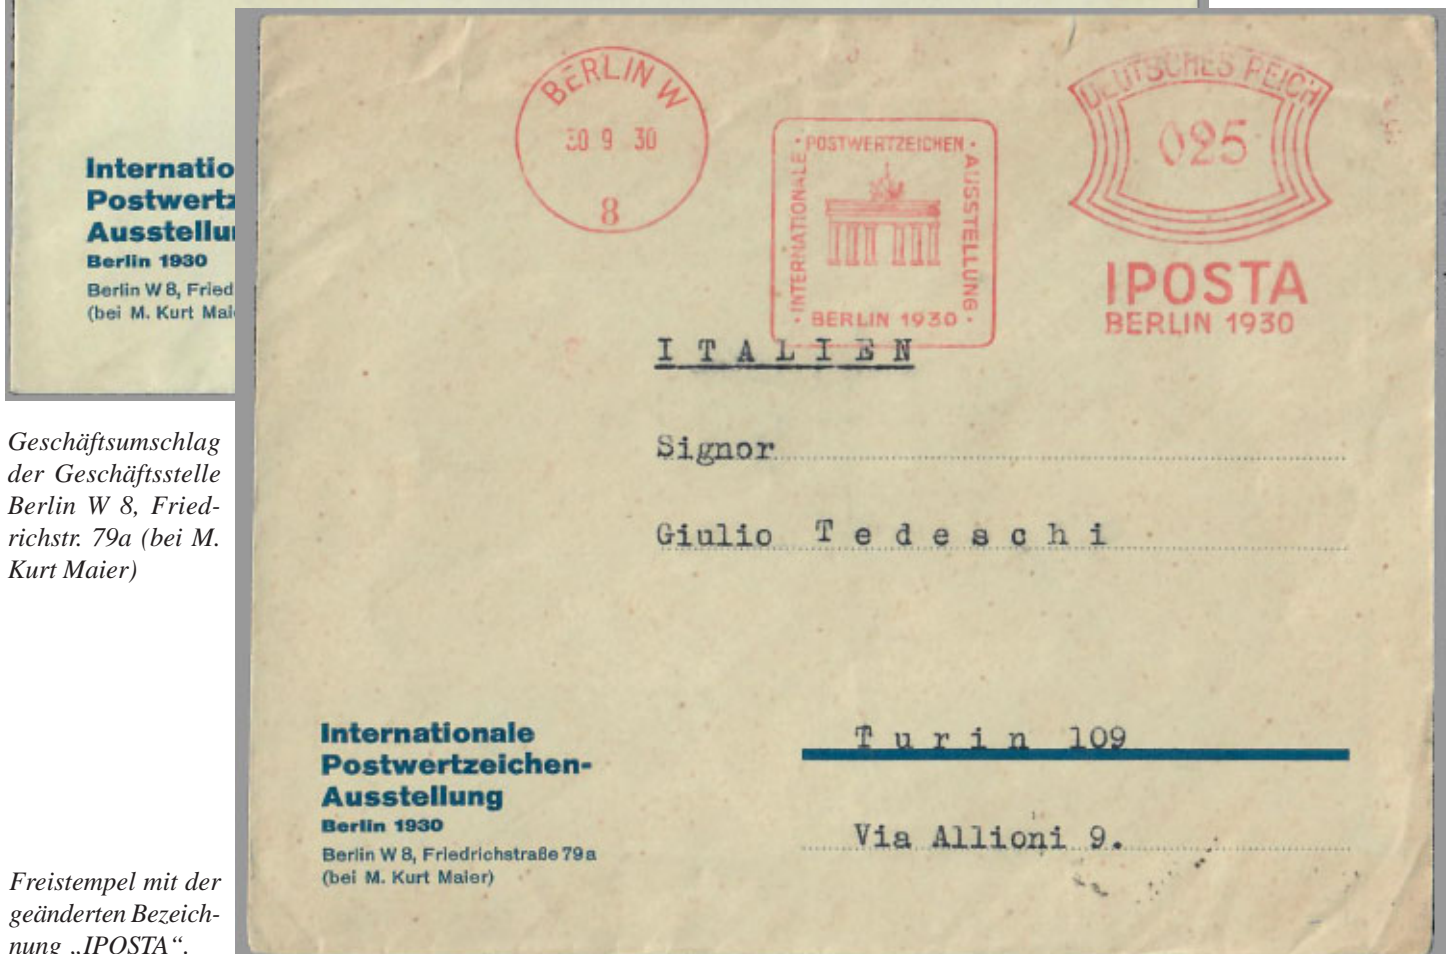 Internatio
Postwertz
Ausstellu
Berlin 1930
Berlin W 8, Fried
(bei M. Kurt Mai
BERLIN W
30 9 30
8
· POSTWERTZEICHEN ·
INTERNATIONALE
AUSSTELLUNG
· BERLIN 1930 ·
DEUTSCHES REICH
025
IPOSTA
BERLIN 1930
ITALIEN
Signor
Giulio Tedeschi
Turin 109
Via Allioni 9.
Internationale
Postwertzeichen-
Ausstellung
Berlin 1930
Berlin W 8, Friedrichstraße 79a
(bei M. Kurt Maier)
Geschäftsumschlag
der Geschäftsstelle
Berlin W 8, Fried-
richstr. 79a (bei M.
Kurt Maier)
Freistempel mit der
geänderten Bezeich-
nung „IPOSTA“.